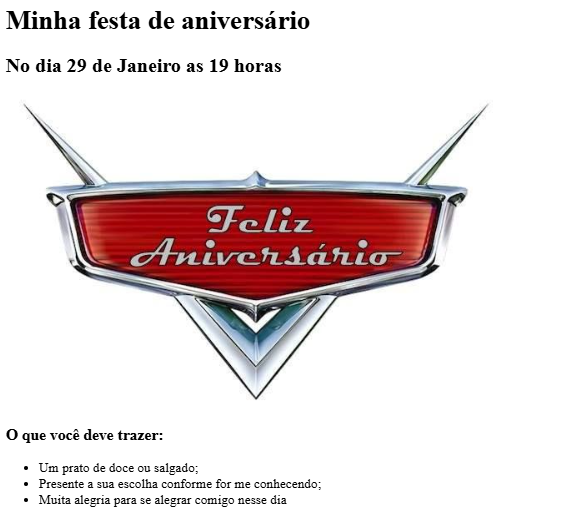 Minha festa de aniversário
No dia 29 de Janeiro as 19 horas
Feliz
Aniversário
O que você deve trazer:
Um prato de doce ou salgado;
Presente a sua escolha conforme for me conhecendo;
Muita alegria para se alegrar comigo nesse dia